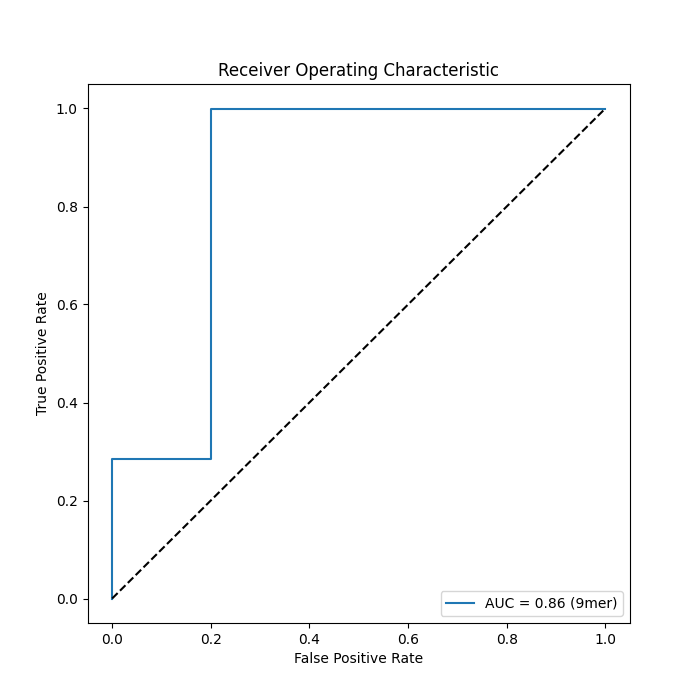 Receiver Operating Characteristic
True Positive Rate
1.0
0.8
0.6
0.4
0.2
0.0
AUC = 0.86 (9mer)
0.0 0.2 0.4 0.6 0.8 1.0
False Positive Rate